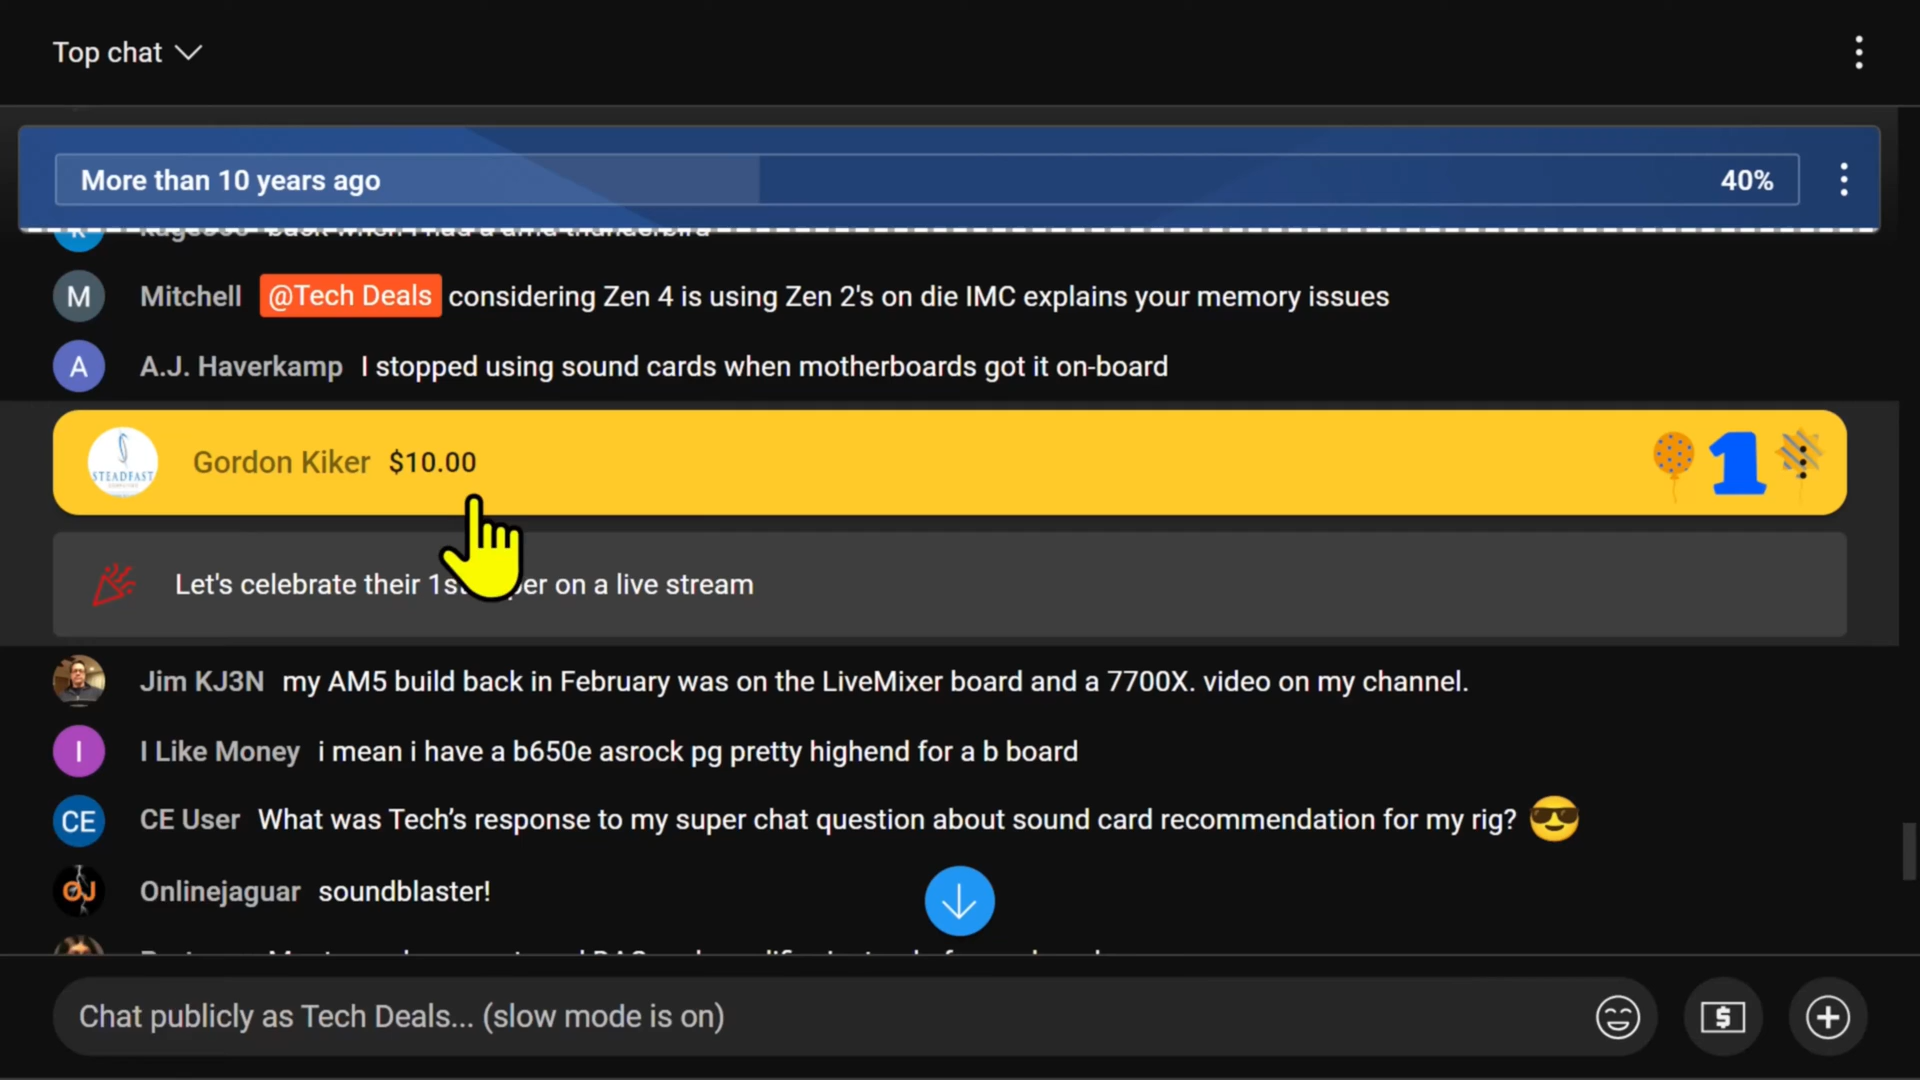 Top chat
More than 10 years ago 40%
Mitchell @Tech Deals considering Zen 4 is using Zen 2's on die IMC explains your memory issues
A A.J. Haverkamp I stopped using sound cards when motherboards got it on-board
STEADFAST Gordon Kiker $10.00 1
Let's celebrate their 1st on a live stream
Jim KJ3N my AM5 build back in February was on the LiveMixer board and a 7700X. video on my channel.
I I Like Money i mean i have a b650e asrock pg pretty highend for a b board
CE CE User What was Tech’s response to my super chat question about sound card recommendation for my rig? 😎
OJ Onlinejaguar soundblaster!
Chat publicly as Tech Deals... (slow mode is on)